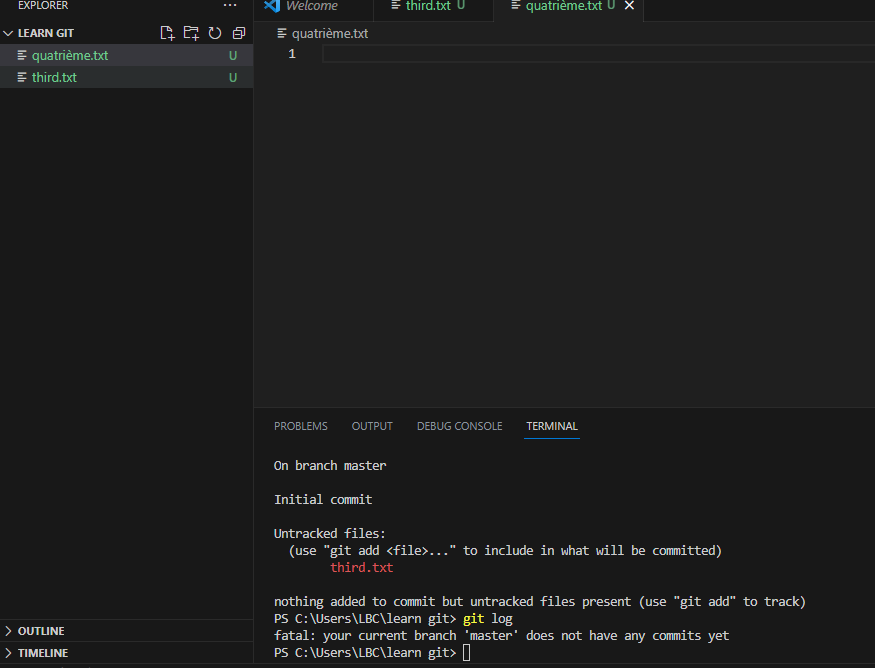 EXPLORER
Welcome
third.txt U
quatrième.txt U
LEARN GIT
quatrième.txt
quatrième.txt U
1
third.txt U
PROBLEMS OUTPUT DEBUG CONSOLE TERMINAL
On branch master
Initial commit
Untracked files:
(use "git add <file>..." to include in what will be committed)
third.txt
nothing added to commit but untracked files present (use "git add" to track)
PS C:\Users\LBC\learn git> git log
fatal: your current branch 'master' does not have any commits yet
PS C:\Users\LBC\learn git>
OUTLINE
TIMELINE